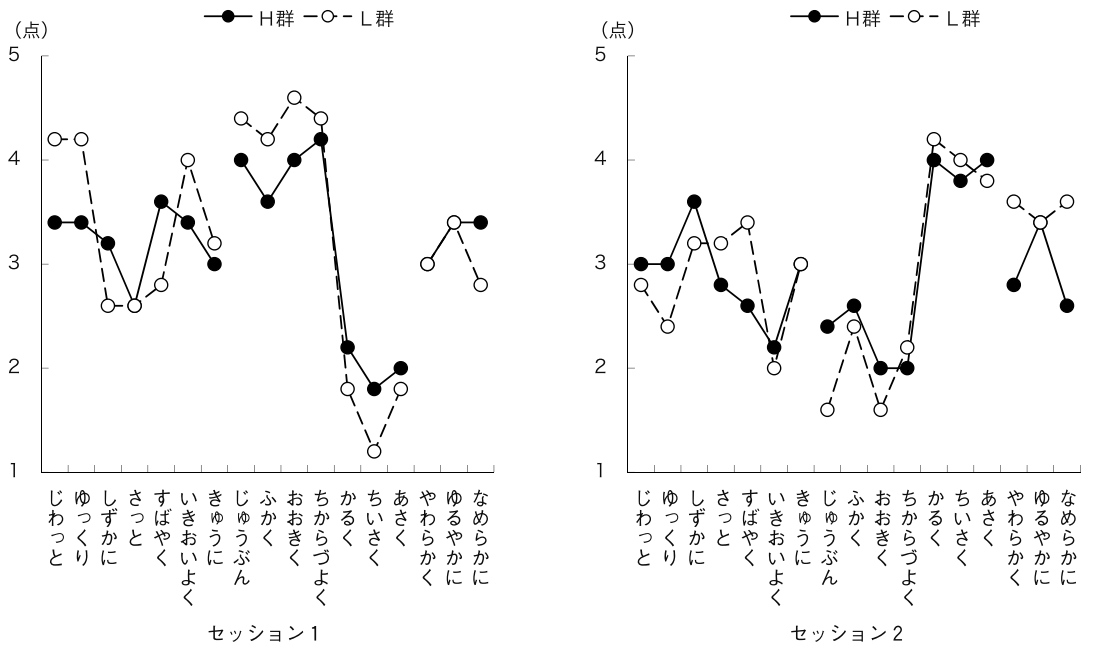 H群 L群
(点)
5
4
3
2
1
じわっと
ゆっくり
しずかに
さっと
すばやく
いきおいよく
きゅうに
じゅうぶん
ふかく
おおきく
ちからづよく
かるく
ちいさく
あさく
やわらかく
ゆるやかに
なめらかに
セッション1
H群 L群
(点)
5
4
3
2
1
じわっと
ゆっくり
しずかに
さっと
すばやく
いきおいよく
きゅうに
じゅうぶん
ふかく
おおきく
ちからづよく
かるく
ちいさく
あさく
やわらかく
ゆるやかに
なめらかに
セッション2